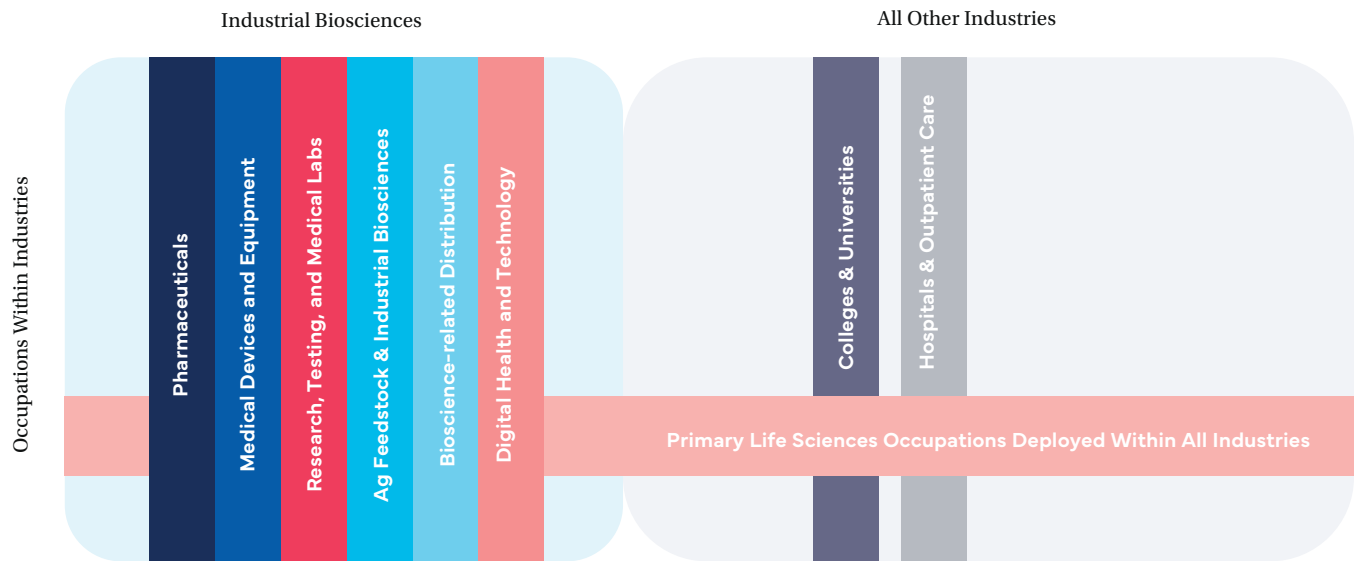 Industrial Biosciences
All Other Industries
Occupations Within Industries
Pharmaceuticals
Medical Devices and Equipment
Research, Testing, and Medical Labs
Ag Feedstock & Industrial Biosciences
Bioscience-related Distribution
Digital Health and Technology
Colleges & Universities
Hospitals & Outpatient Care
Primary Life Sciences Occupations Deployed Within All Industries